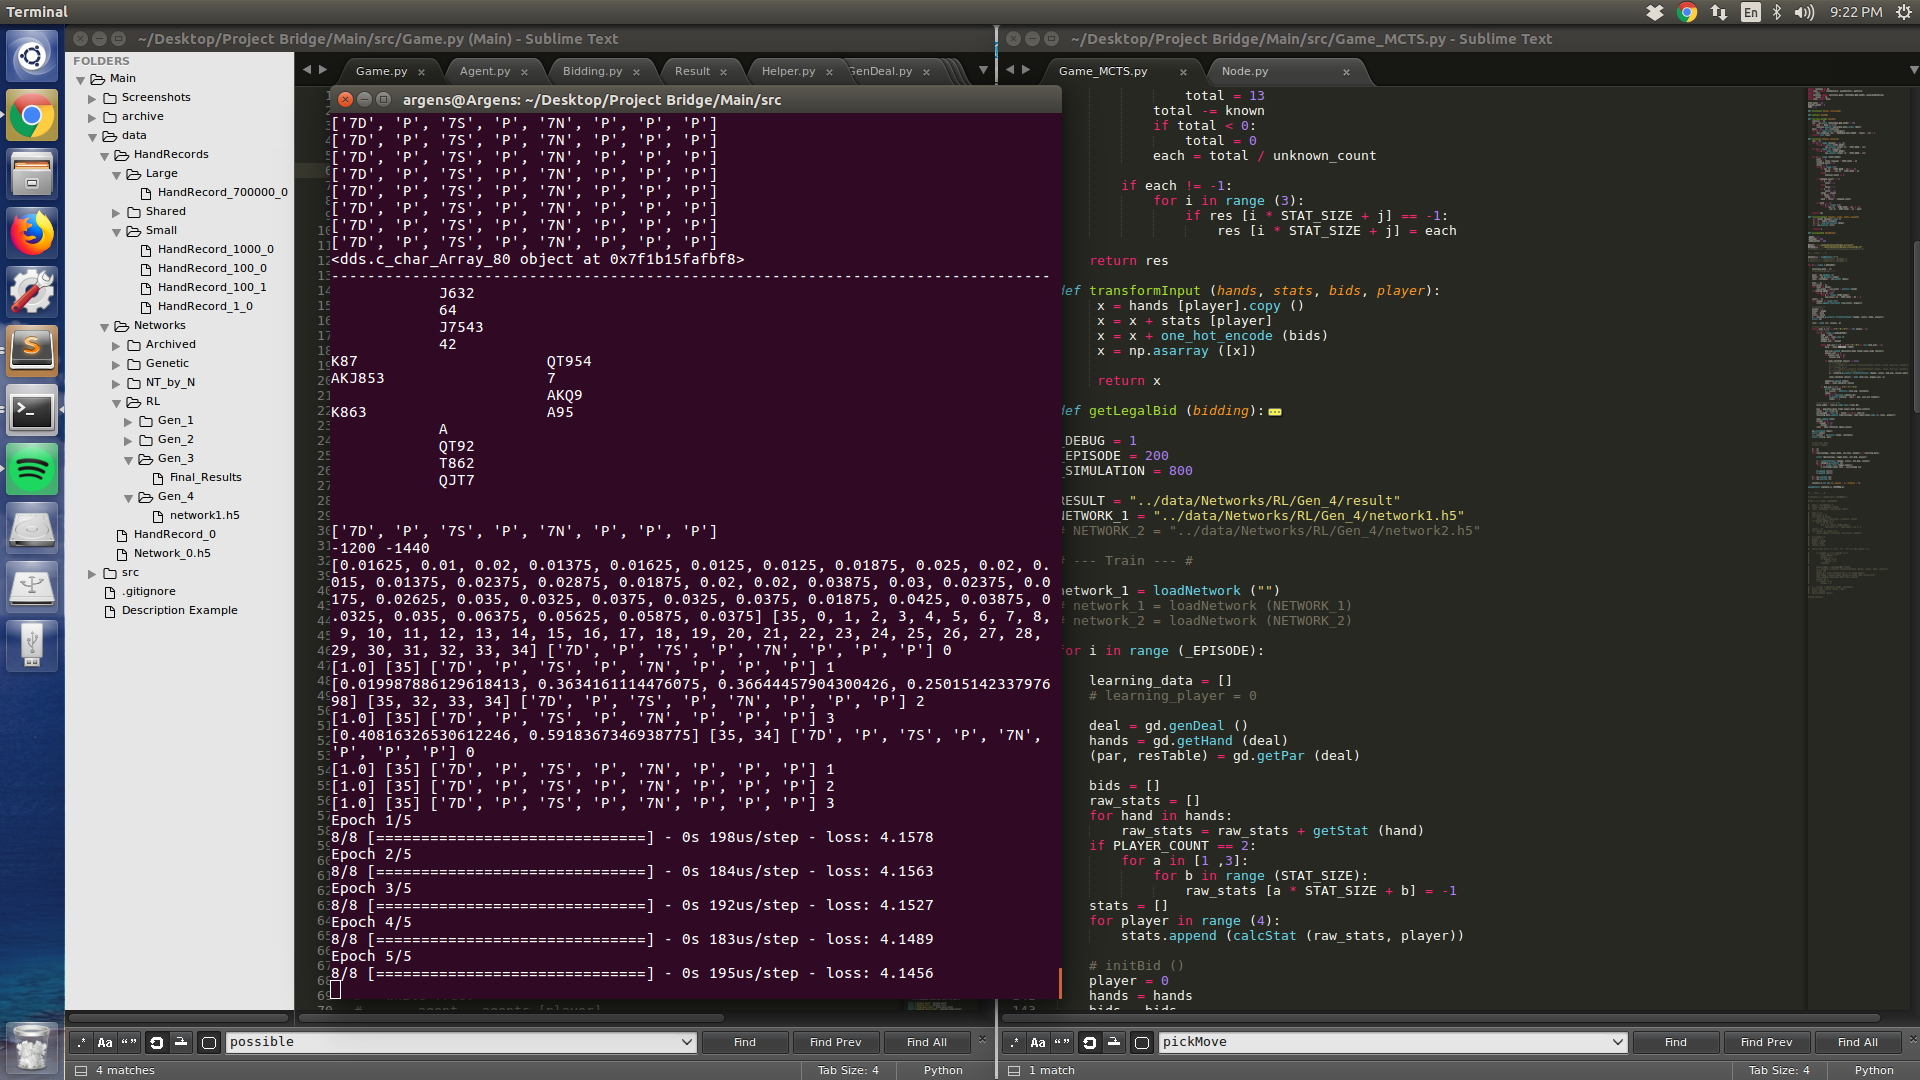 Terminal
En
9:22 PM
~/Desktop/Project Bridge/Main/src/Game.py (Main) - Sublime Text
~/Desktop/Project Bridge/Main/src/Game_MCTS.py - Sublime Text
FOLDERS
Main
Screenshots
archive
data
HandRecords
Large
HandRecord_700000_0
Shared
Small
HandRecord_1000_0
HandRecord_100_0
HandRecord_100_1
HandRecord_1_0
Networks
Archived
Genetic
NT_by_N
RL
Gen_1
Gen_2
Gen_3
Final_Results
Gen_4
network1.h5
HandRecord_0
Network_0.h5
src
.gitignore
Description Example
Game.py
Agent.py
Bidding.py
Result
Helper.py
GenDeal.py
argens@Argens: ~/Desktop/Project Bridge/Main/src
['7D', 'P', '7S', 'P', '7N', 'P', 'P', 'P']
['7D', 'P', '7S', 'P', '7N', 'P', 'P', 'P']
['7D', 'P', '7S', 'P', '7N', 'P', 'P', 'P']
['7D', 'P', '7S', 'P', '7N', 'P', 'P', 'P']
['7D', 'P', '7S', 'P', '7N', 'P', 'P', 'P']
['7D', 'P', '7S', 'P', '7N', 'P', 'P', 'P']
['7D', 'P', '7S', 'P', '7N', 'P', 'P', 'P']
['7D', 'P', '7S', 'P', '7N', 'P', 'P', 'P']
<dds.c_char_Array_80 object at 0x7f1b15fafbf8>
--------------------------------------------------------------------------------
J632
64
J7543
42
K87 QT954
AKJ853 7
AKQ9
K863 A95
A
QT92
T862
QJT7
['7D', 'P', '7S', 'P', '7N', 'P', 'P', 'P']
-1200 -1440
[0.01625, 0.01, 0.02, 0.01375, 0.01625, 0.0125, 0.0125, 0.01875, 0.025, 0.02, 0.
015, 0.01375, 0.02375, 0.02875, 0.01875, 0.02, 0.02, 0.03875, 0.03, 0.02375, 0.0
175, 0.02625, 0.035, 0.0325, 0.0375, 0.0325, 0.0375, 0.01875, 0.0425, 0.03875, 0
.0325, 0.035, 0.06375, 0.05625, 0.05875, 0.0375] [35, 0, 1, 2, 3, 4, 5, 6, 7, 8,
 9, 10, 11, 12, 13, 14, 15, 16, 17, 18, 19, 20, 21, 22, 23, 24, 25, 26, 27, 28,
29, 30, 31, 32, 33, 34] ['7D', 'P', '7S', 'P', '7N', 'P', 'P', 'P'] 0
[1.0] [35] ['7D', 'P', '7S', 'P', '7N', 'P', 'P', 'P'] 1
[0.019987886129618413, 0.3634161114476075, 0.36644457904300426, 0.25015142337976
98] [35, 32, 33, 34] ['7D', 'P', '7S', 'P', '7N', 'P', 'P', 'P'] 2
[1.0] [35] ['7D', 'P', '7S', 'P', '7N', 'P', 'P', 'P'] 3
[0.40816326530612246, 0.5918367346938775] [35, 34] ['7D', 'P', '7S', 'P', '7N',
'P', 'P', 'P'] 0
[1.0] [35] ['7D', 'P', '7S', 'P', '7N', 'P', 'P', 'P'] 1
[1.0] [35] ['7D', 'P', '7S', 'P', '7N', 'P', 'P', 'P'] 2
[1.0] [35] ['7D', 'P', '7S', 'P', '7N', 'P', 'P', 'P'] 3
Epoch 1/5
8/8 [==============================] - 0s 198us/step - loss: 4.1578
Epoch 2/5
8/8 [==============================] - 0s 184us/step - loss: 4.1563
Epoch 3/5
8/8 [==============================] - 0s 192us/step - loss: 4.1527
Epoch 4/5
8/8 [==============================] - 0s 183us/step - loss: 4.1489
Epoch 5/5
8/8 [==============================] - 0s 195us/step - loss: 4.1456
Game_MCTS.py
Node.py
total = 13
total -= known
if total < 0:
total = 0
each = total / unknown_count
if each != -1:
for i in range (3):
if res [i * STAT_SIZE + j] == -1:
res [i * STAT_SIZE + j] = each
return res
def transformInput (hands, stats, bids, player):
x = hands [player].copy ()
x = x + stats [player]
x = x + one_hot_encode (bids)
x = np.asarray ([x])
return x
def getLegalBid (bidding):
_DEBUG = 1
_EPISODE = 200
_SIMULATION = 800
RESULT = "../data/Networks/RL/Gen_4/result"
NETWORK_1 = "../data/Networks/RL/Gen_4/network1.h5"
# NETWORK_2 = "../data/Networks/RL/Gen_4/network2.h5"
# --- Train --- #
network_1 = loadNetwork ("")
# network_1 = loadNetwork (NETWORK_1)
# network_2 = loadNetwork (NETWORK_2)
for i in range (_EPISODE):
learning_data = []
# learning_player = 0
deal = gd.genDeal ()
hands = gd.getHand (deal)
(par, resTable) = gd.getPar (deal)
bids = []
raw_stats = []
for hand in hands:
raw_stats = raw_stats + getStat (hand)
if PLAYER_COUNT == 2:
for a in [1 ,3]:
for b in range (STAT_SIZE):
raw_stats [a * STAT_SIZE + b] = -1
stats = []
for player in range (4):
stats.append (calcStat (raw_stats, player))
# initBid ()
player = 0
hands = hands
possible
Find
Find Prev
Find All
pickMove
Find
Find Prev
Find All
4 matches
Tab Size: 4
Python
1 match
Tab Size: 4
Python